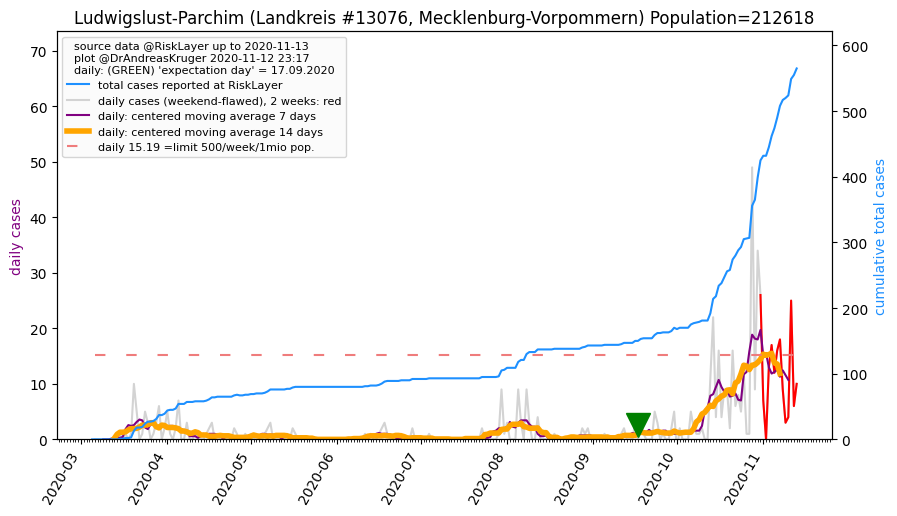 Ludwigslust-Parchim (Landkreis #13076, Mecklenburg-Vorpommern) Population=212618
source data @RiskLayer up to 2020-11-13
plot @DrAndreasKruger 2020-11-12 23:17
daily: (GREEN) 'expectation day' = 17.09.2020
total cases reported at RiskLayer
daily cases (weekend-flawed), 2 weeks: red
daily: centered moving average 7 days
daily: centered moving average 14 days
daily 15.19 =limit 500/week/1mio pop.
daily cases
70
60
50
40
30
20
10
0
600
500
400
300
200
100
0
cumulative total cases
2020-03
2020-04
2020-05
2020-06
2020-07
2020-08
2020-09
2020-10
2020-11